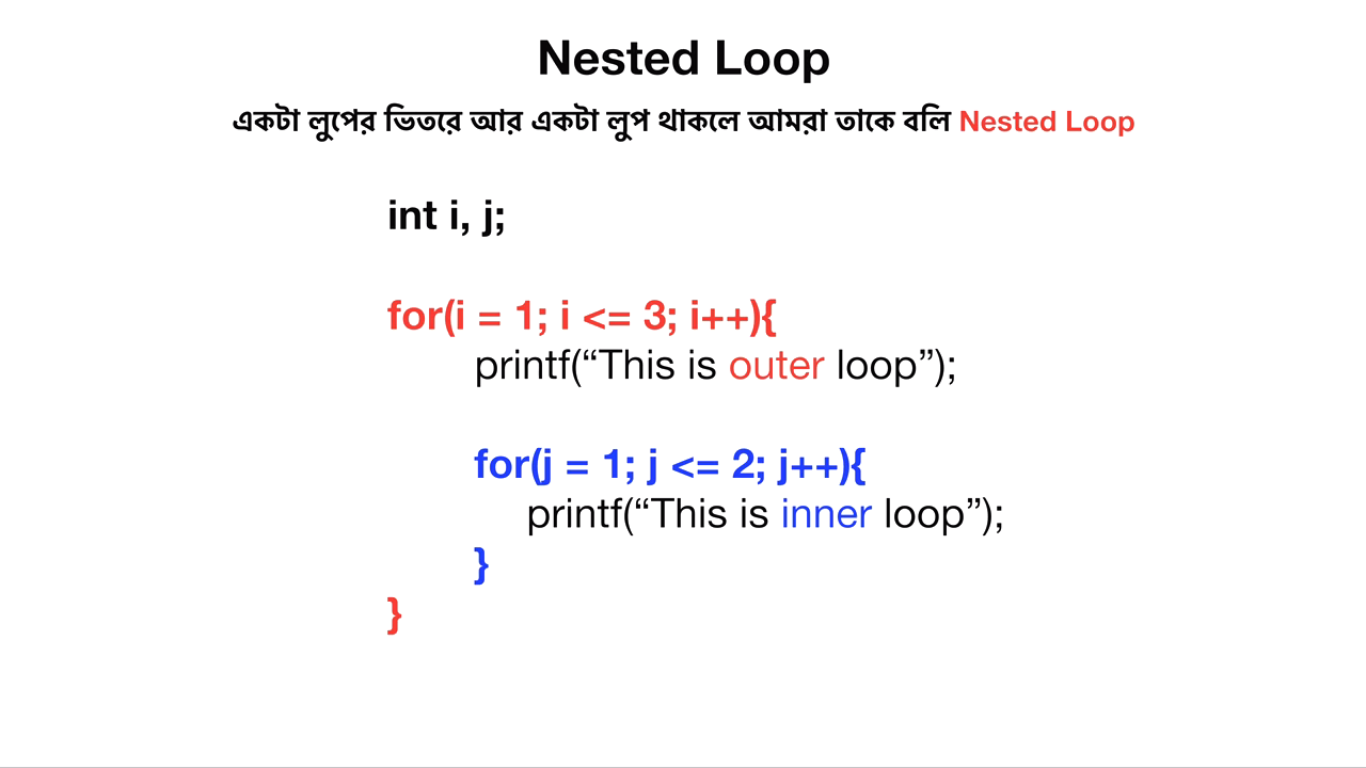 Nested Loop
একটা লুপের ভিতরে আর একটা লুপ থাকলে আমরা তাকে বলি Nested Loop
int i, j;
for(i = 1; i <= 3; i++){
printf(“This is outer loop”);
for(j = 1; j <= 2; j++){
printf(“This is inner loop”);
}
}